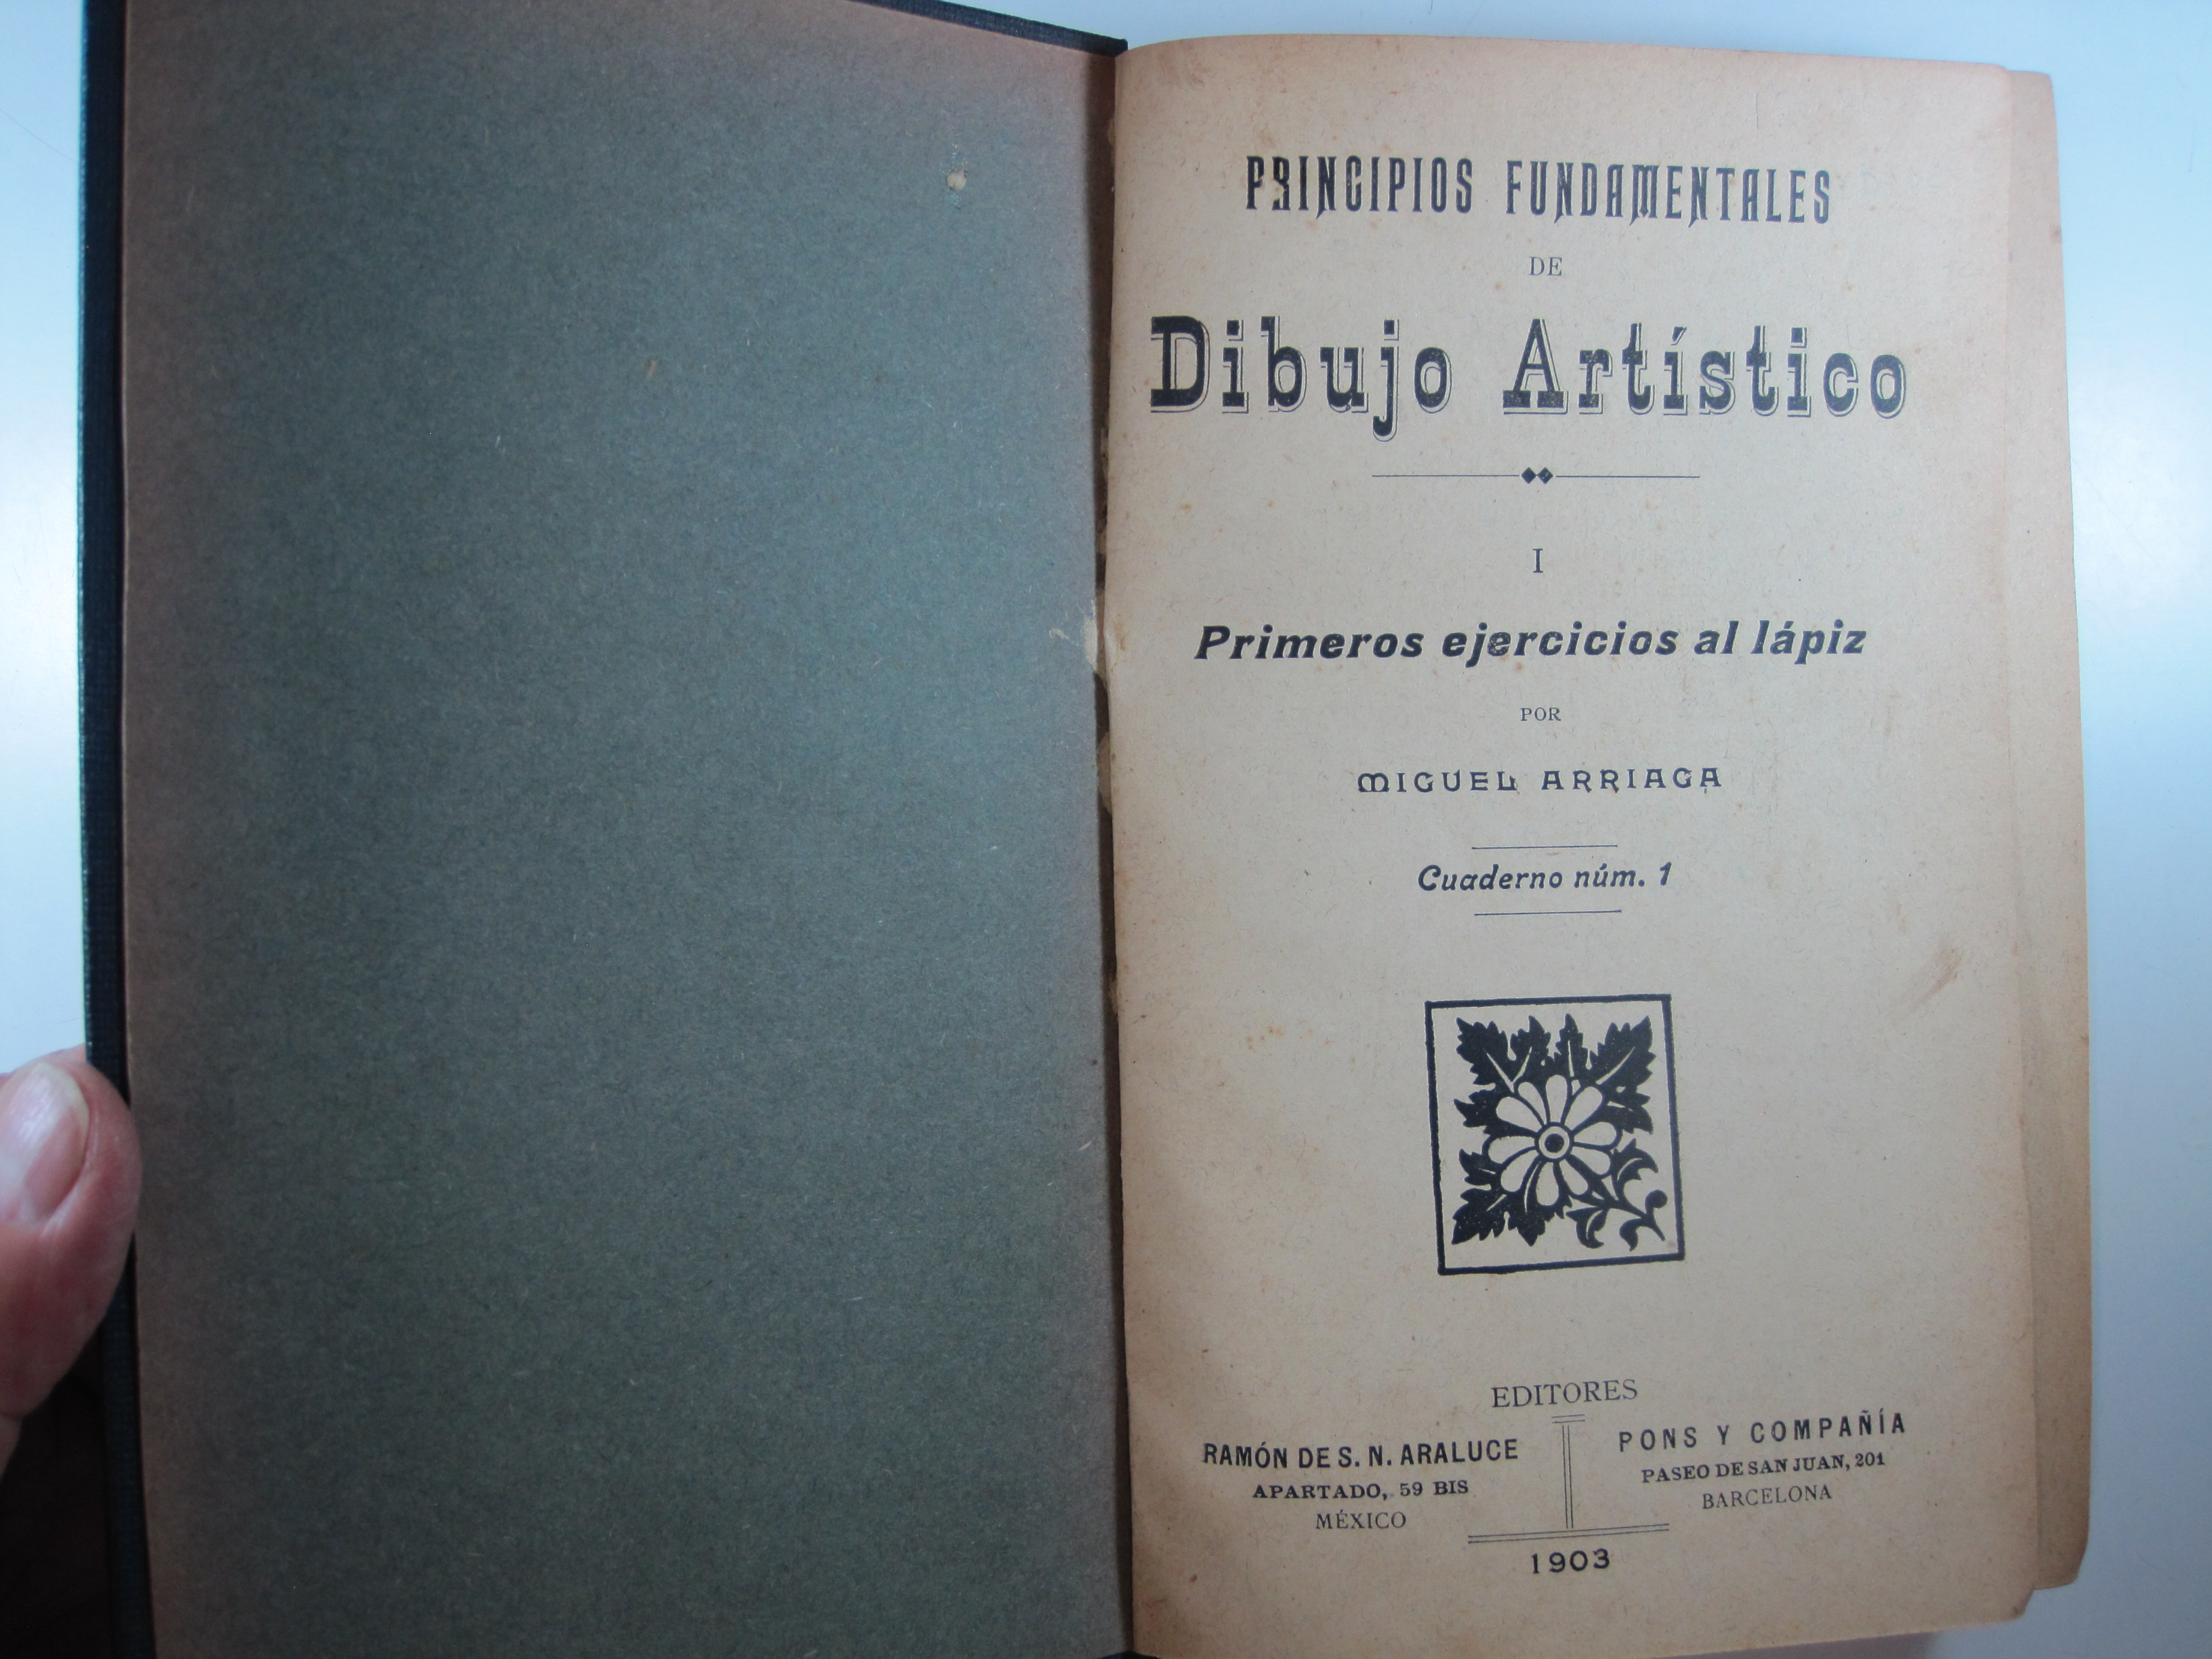 PRINCIPIOS FUNDAMENTALES
DE
Dibujo Artístico
I
Primeros ejercicios al lápiz
POR
MIGUEL ARRIAGA
Cuaderno núm. 1
EDITORES
RAMÓN DE S. N. ARALUCE
APARTADO, 59 BIS
MÉXICO
PONS Y COMPAÑÍA
PASEO DE SAN JUAN, 201
BARCELONA
1903